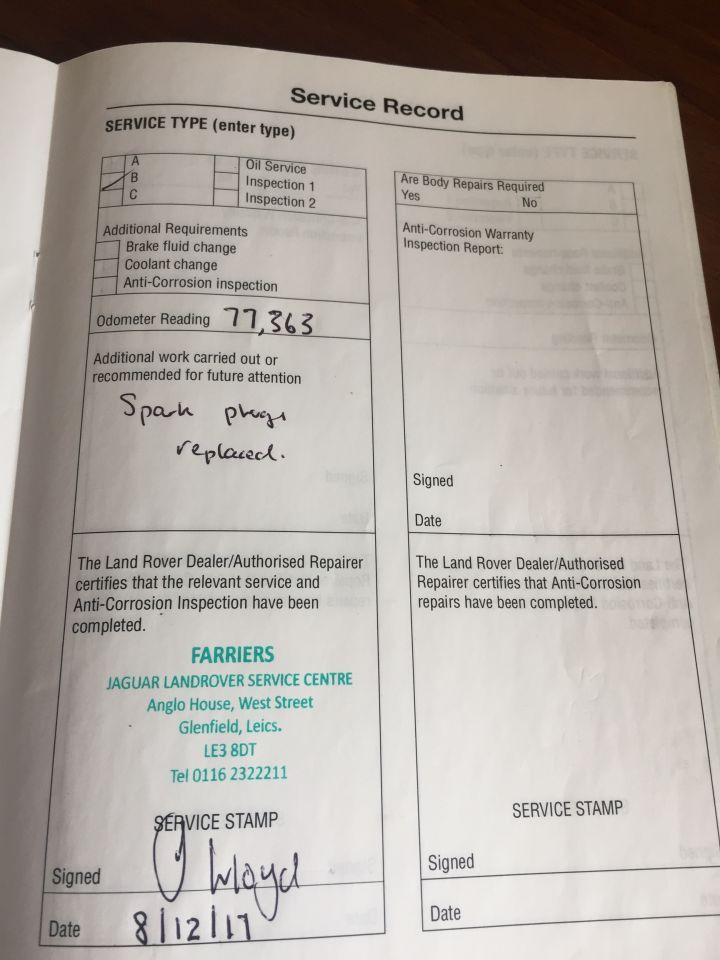 Service Record
SERVICE TYPE (enter type)
A
B
C
Oil Service
Inspection 1
Inspection 2
Additional Requirements
Brake fluid change
Coolant change
Anti-Corrosion inspection
Odometer Reading 77,363
Additional work carried out or
recommended for future attention
Spark plugs
replaced.
The Land Rover Dealer/Authorised Repairer
certifies that the relevant service and
Anti-Corrosion Inspection have been
completed.
FARRIERS
JAGUAR LANDROVER SERVICE CENTRE
Anglo House, West Street
Glenfield, Leics.
LE3 8DT
Tel 0116 2322211
SERVICE STAMP
Signed
Date 8/12/17
Are Body Repairs Required
Yes No
Anti-Corrosion Warranty
Inspection Report:
Signed
Date
The Land Rover Dealer/Authorised
Repairer certifies that Anti-Corrosion
repairs have been completed.
SERVICE STAMP
Signed
Date